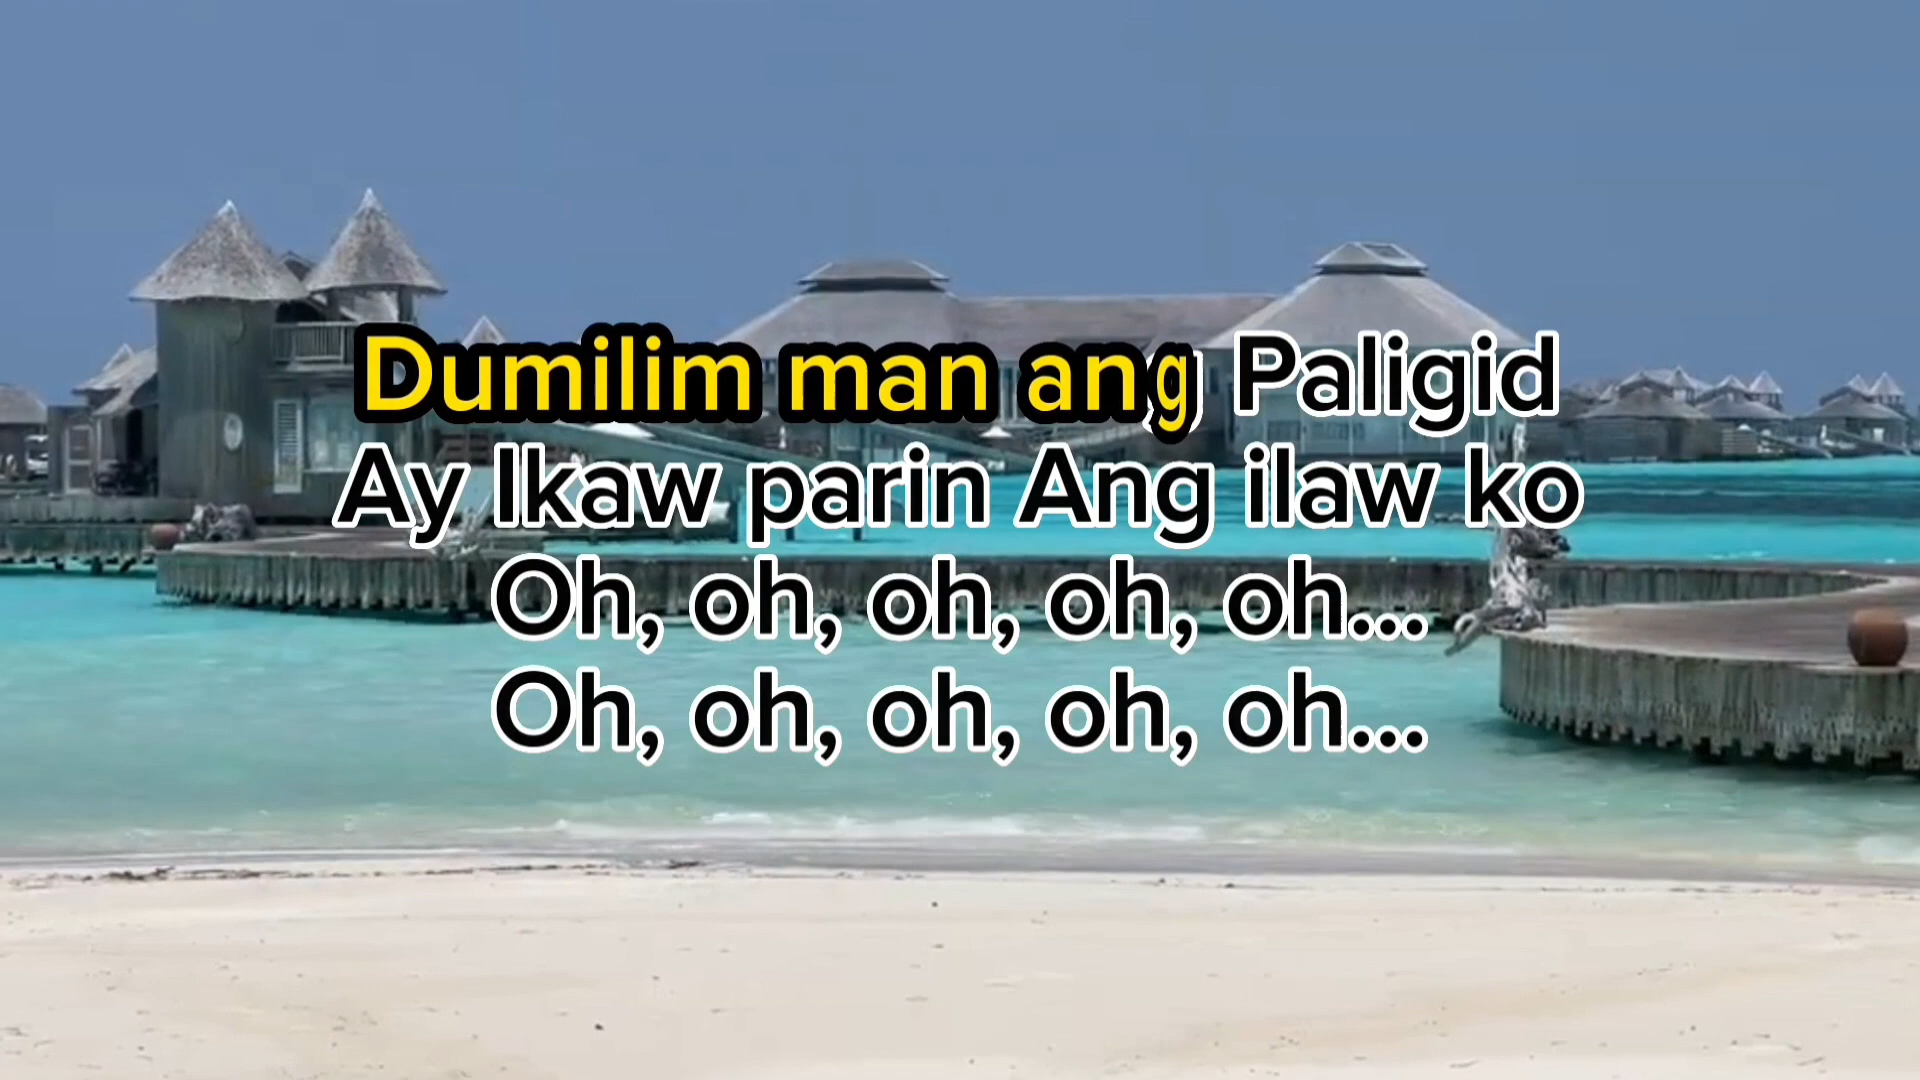 Dumilim man ang Paligid
Ay Ikaw parin Ang ilaw ko
Oh, oh, oh, oh, oh...
Oh, oh, oh, oh, oh...